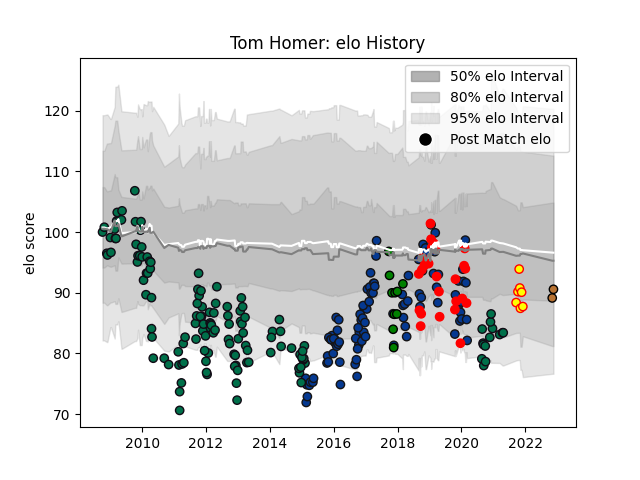 Tom Homer: elo History
50% elo Interval
80% elo Interval
95% elo Interval
Post Match elo
elo score
120
110
100
90
80
70
2010
2012
2014
2016
2018
2020
2022